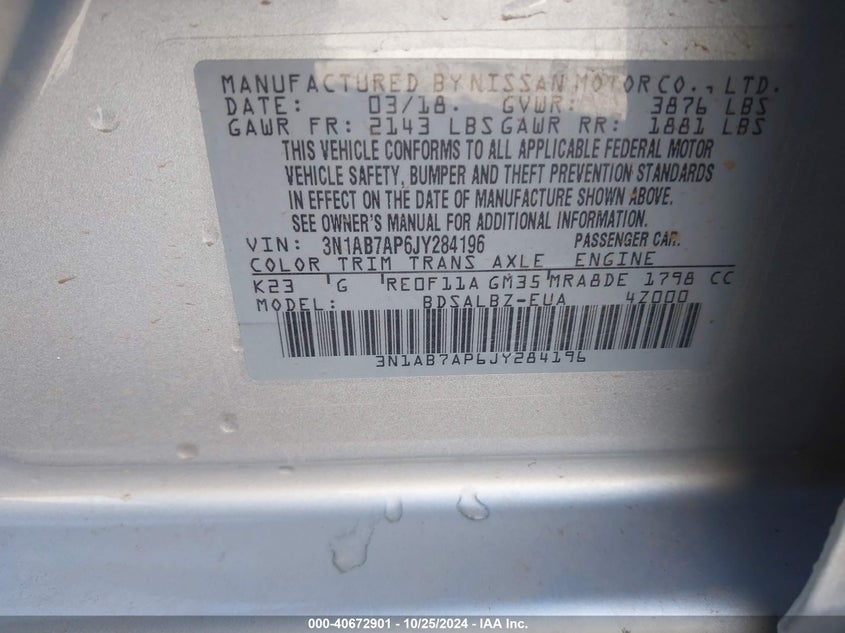 MANUFACTURED BY NISSAN MOTOR CO., LTD.
DATE: 03/18. GVWR: 3876 LBS
GAWR FR: 2143 LBS GAWR RR: 1881 LBS
THIS VEHICLE CONFORMS TO ALL APPLICABLE FEDERAL MOTOR
VEHICLE SAFETY, BUMPER AND THEFT PREVENTION STANDARDS
IN EFFECT ON THE DATE OF MANUFACTURE SHOWN ABOVE.
SEE OWNER'S MANUAL FOR ADDITIONAL INFORMATION.
VIN: 3N1AB7AP6JY284196 PASSENGER CAR.
COLOR TRIM TRANS AXLE ENGINE
K23 G RE0F11A GM35 MRA8DE 1798 CC
MODEL: BDSALBZ-EUA 4Z000
3N1AB7AP6JY284196
000-40672901 - 10/25/2024 - IAA Inc.